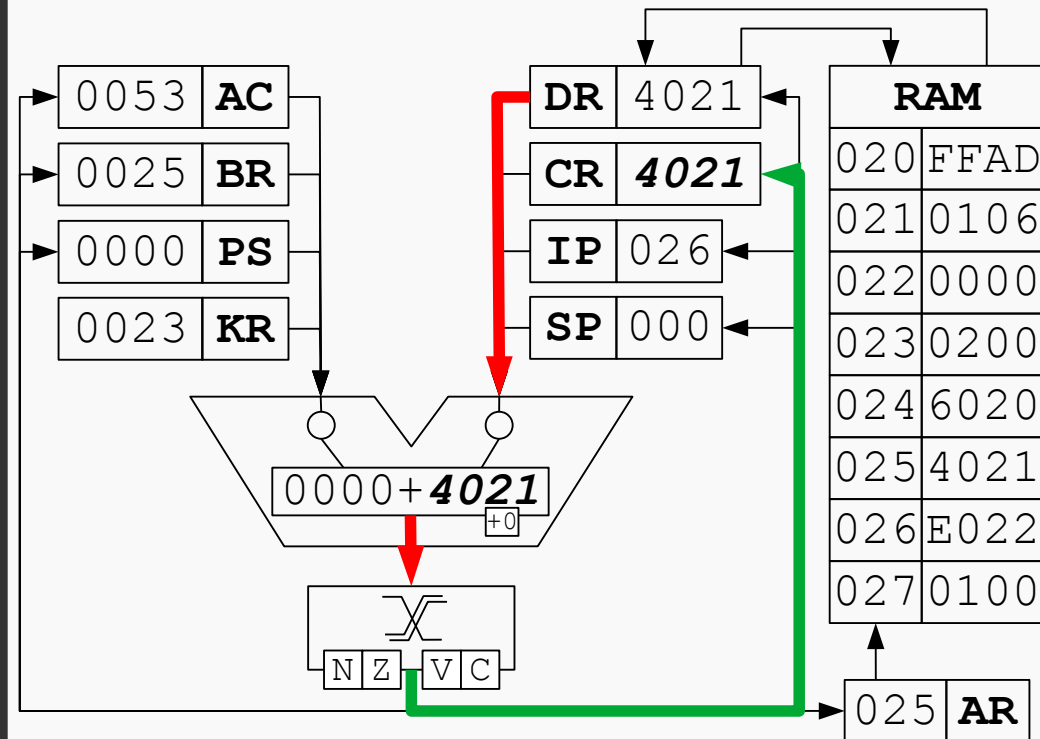 0053 AC
0025 BR
0000 PS
0023 KR
DR 4021
CR 4021
IP 026
SP 000
RAM
020 FFAD
021 0106
022 0000
023 0200
024 6020
025 4021
026 E022
027 0100
0000+4021
+0
N Z V C
025 AR